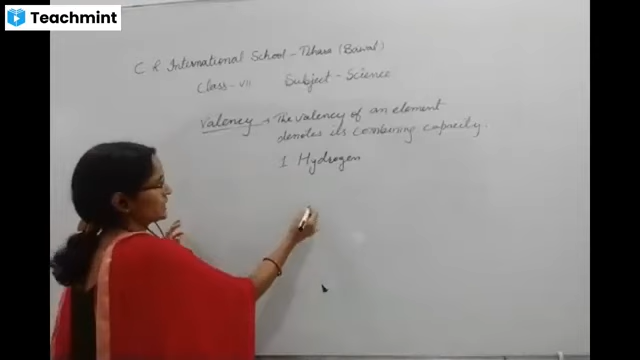 Teachmint
C.R International School - Tihara (Bawal)
Class - VII Subject - Science
Valency → The valency of an element
denotes its combining capacity.
1 Hydrogen